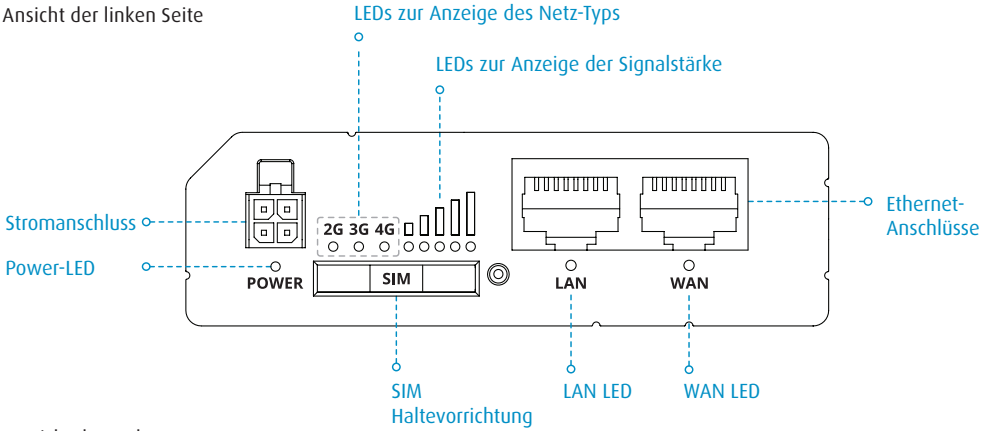 Ansicht der linken Seite
LEDs zur Anzeige des Netz-Typs
LEDs zur Anzeige der Signalstärke
Stromanschluss
2G 3G 4G
Ethernet-
Anschlüsse
Power-LED
POWER
SIM
LAN
WAN
SIM
Haltevorrichtung
LAN LED
WAN LED